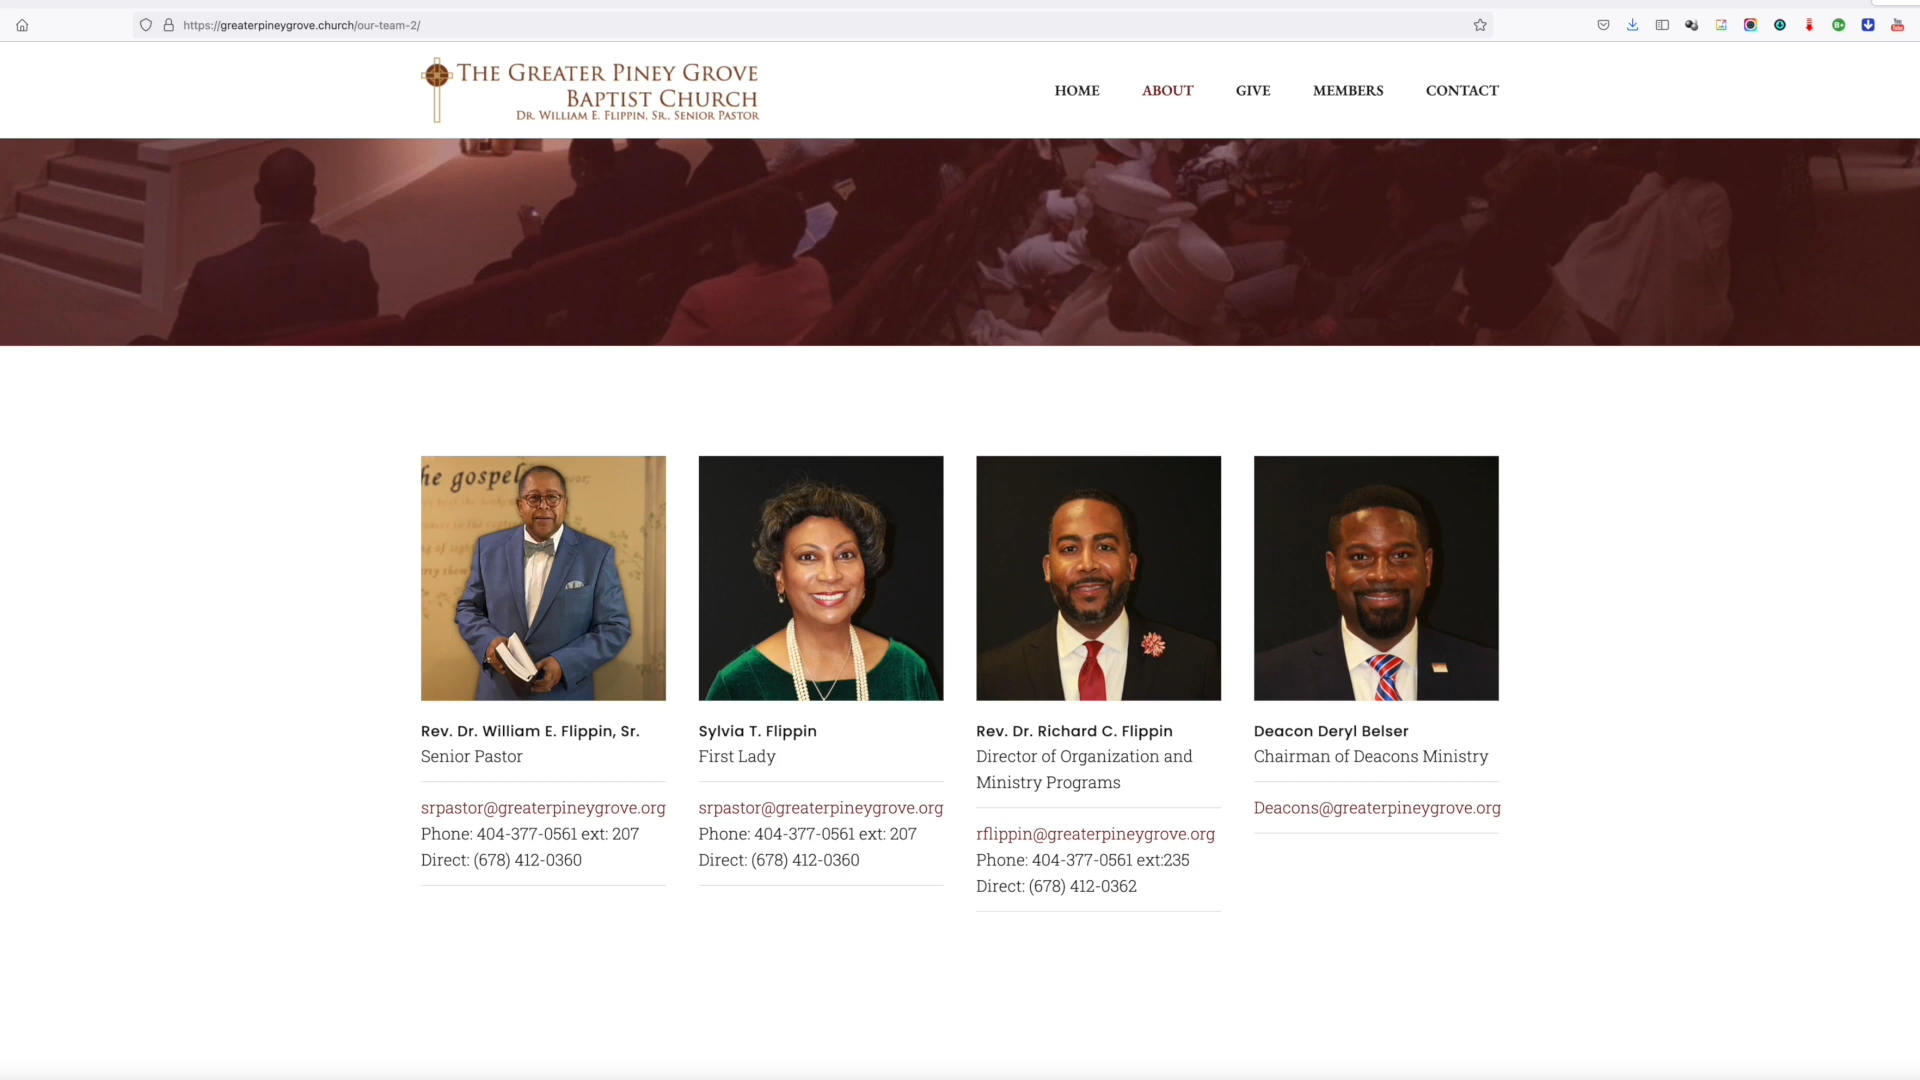 https://greaterpineygrove.church/our-team-2/
THE GREATER PINEY GROVE
BAPTIST CHURCH
DR. WILLIAM E. FLIPPIN, SR., SENIOR PASTOR
HOME
ABOUT
GIVE
MEMBERS
CONTACT
he gospel
Rev. Dr. William E. Flippin, Sr.
Senior Pastor
srpastor@greaterpineygrove.org
Phone: 404-377-0561 ext: 207
Direct: (678) 412-0360
Sylvia T. Flippin
First Lady
srpastor@greaterpineygrove.org
Phone: 404-377-0561 ext: 207
Direct: (678) 412-0360
Rev. Dr. Richard C. Flippin
Director of Organization and
Ministry Programs
rflippin@greaterpineygrove.org
Phone: 404-377-0561 ext:235
Direct: (678) 412-0362
Deacon Deryl Belser
Chairman of Deacons Ministry
Deacons@greaterpineygrove.org